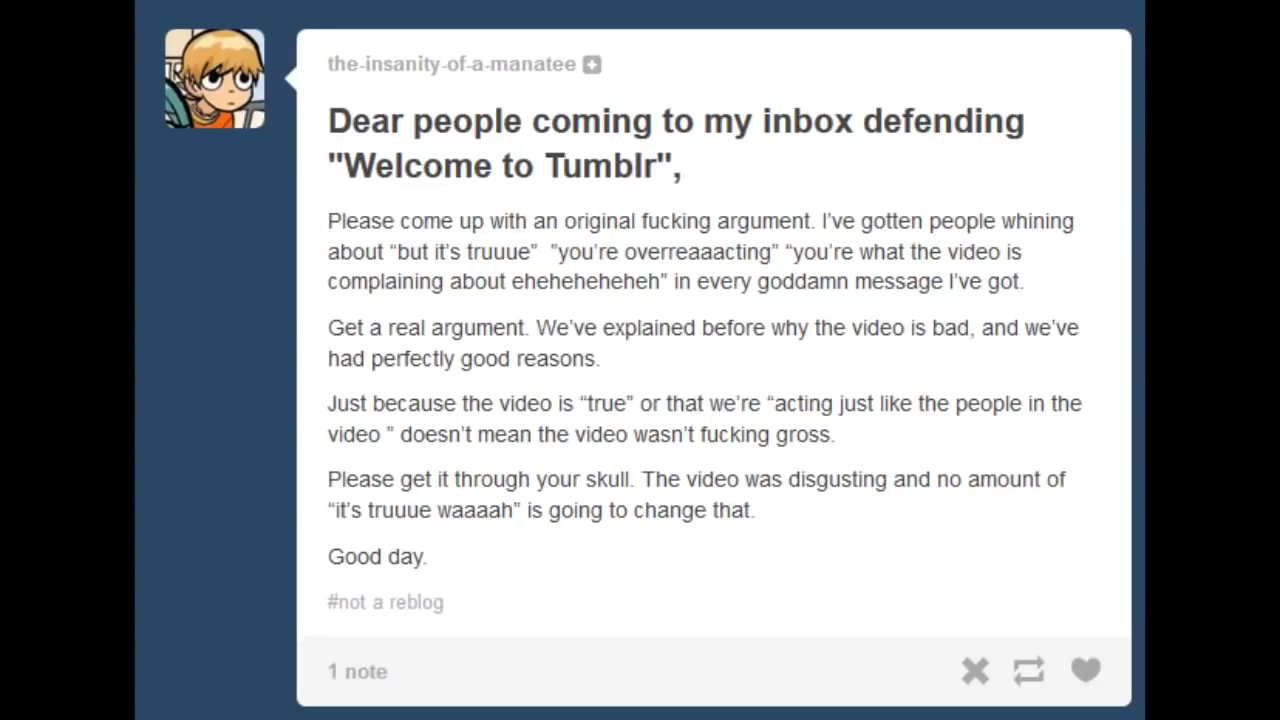 the-insanity-of-a-manatee
Dear people coming to my inbox defending
"Welcome to Tumblr",
Please come up with an original fucking argument. I’ve gotten people whining
about “but it’s truuue”  ”you’re overreaaacting” “you’re what the video is
complaining about eheheheheheh” in every goddamn message I’ve got.
Get a real argument. We’ve explained before why the video is bad, and we’ve
had perfectly good reasons.
Just because the video is “true” or that we’re “acting just like the people in the
video ” doesn’t mean the video wasn’t fucking gross.
Please get it through your skull. The video was disgusting and no amount of
“it’s truuue waaaah” is going to change that.
Good day.
#not a reblog
1 note